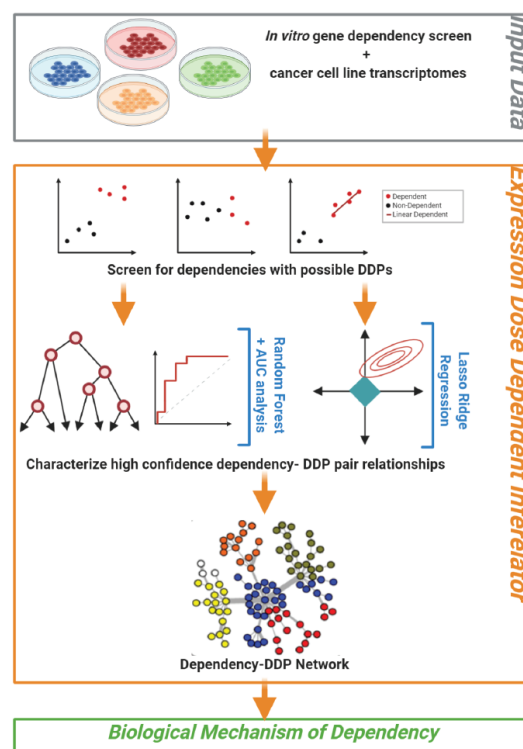 In vitro gene dependency screen
+
cancer cell line transcriptomes
Input Data
Expression Dose Dependent Inferelator
Dependent
Non-Dependent
Linear Dependent
Screen for dependencies with possible DDPs
Random Forest
+ AUC analysis
Lasso Ridge
Regression
Characterize high confidence dependency- DDP pair relationships
Dependency-DDP Network
Biological Mechanism of Dependency